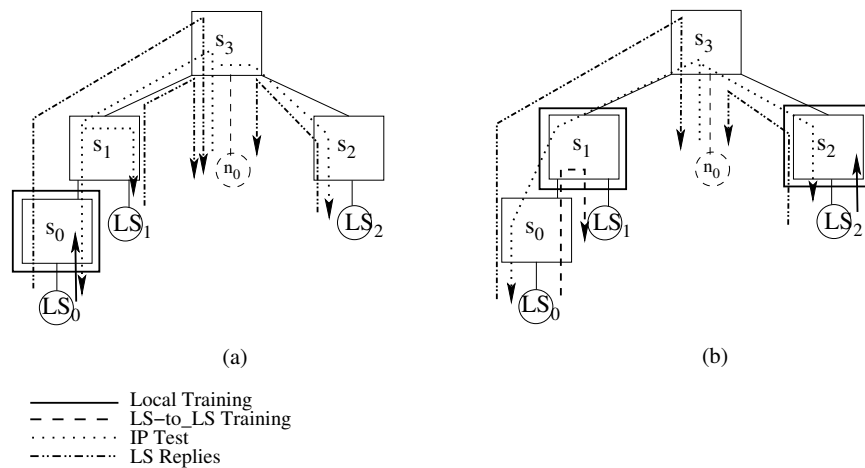 s3
s3
s1
s2
s1
s2
n0
n0
s0
LS1
LS2
s0
LS1
LS2
LS0
LS0
(a)
(b)
Local Training
LS-to_LS Training
IP Test
LS Replies